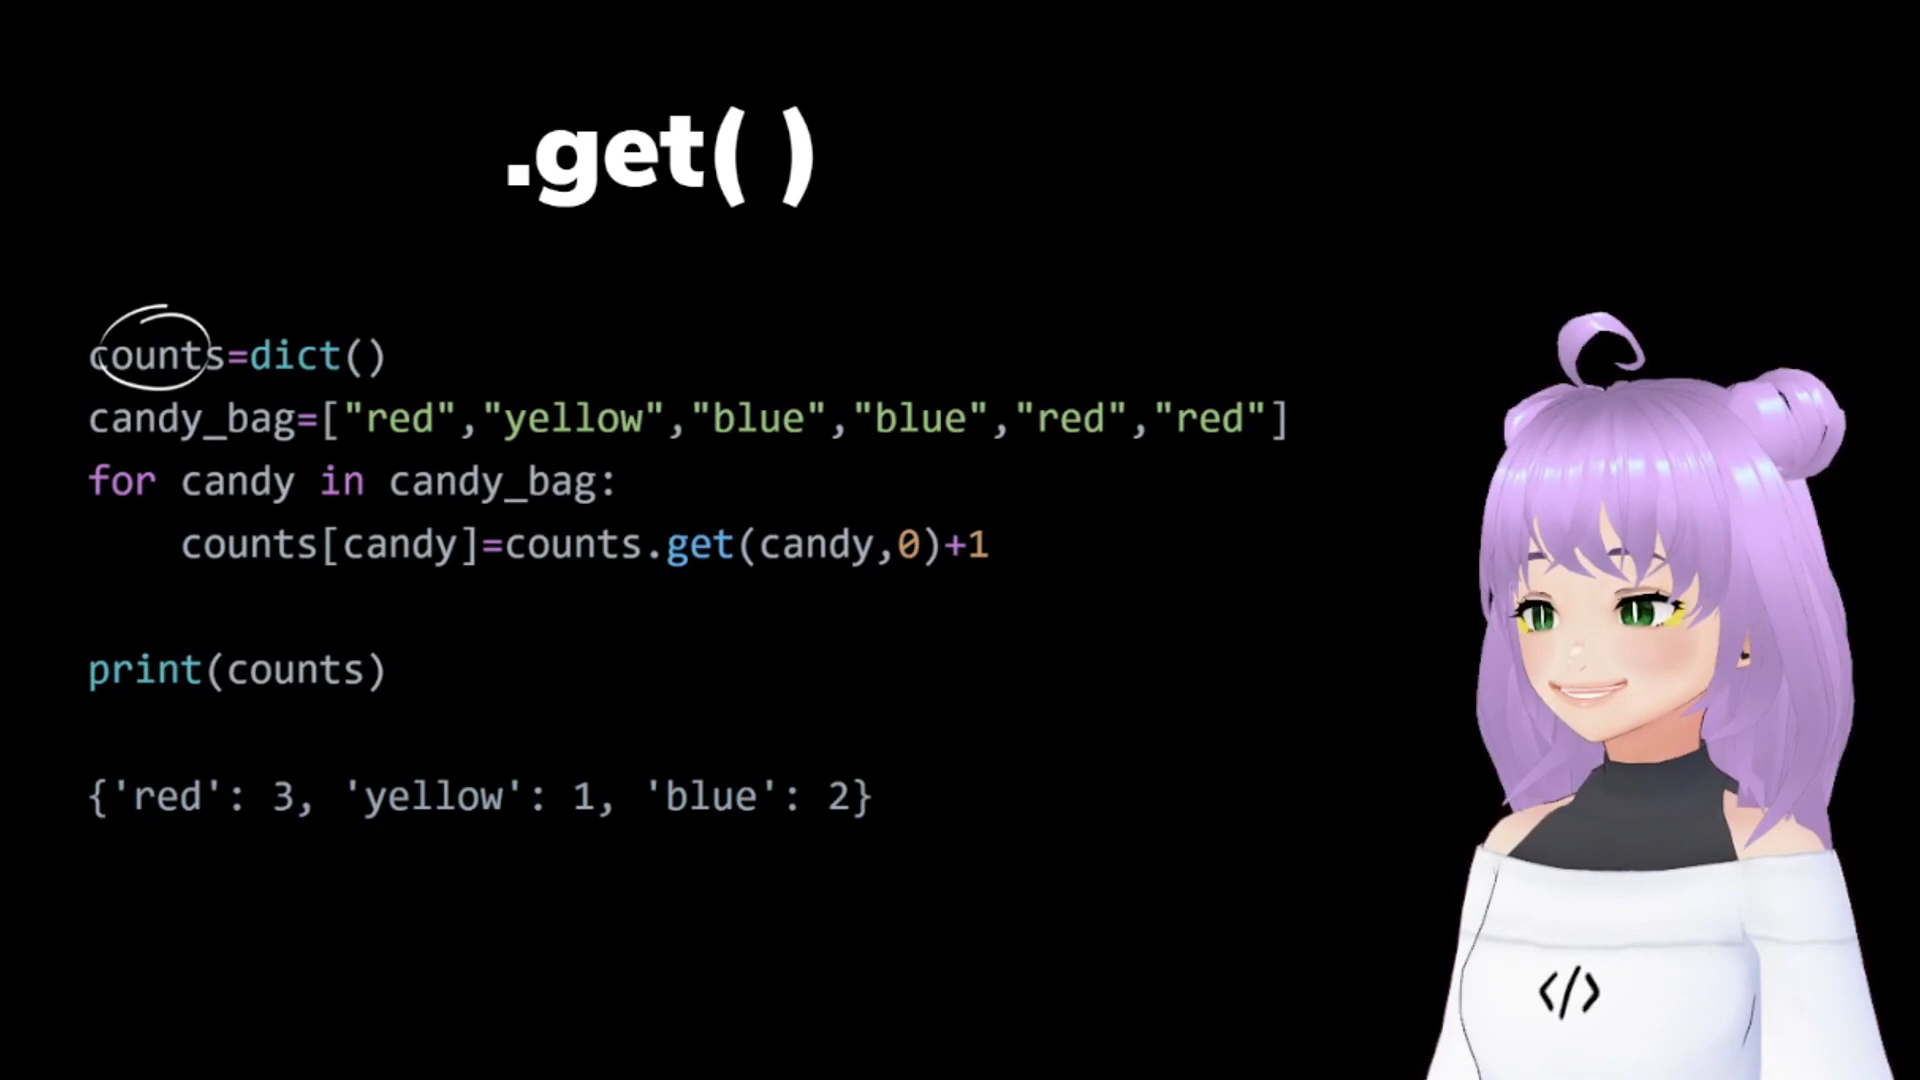 .get( )
counts=dict()
candy_bag=["red","yellow","blue","blue","red","red"]
for candy in candy_bag:
    counts[candy]=counts.get(candy,0)+1
print(counts)
{'red': 3, 'yellow': 1, 'blue': 2}
</>